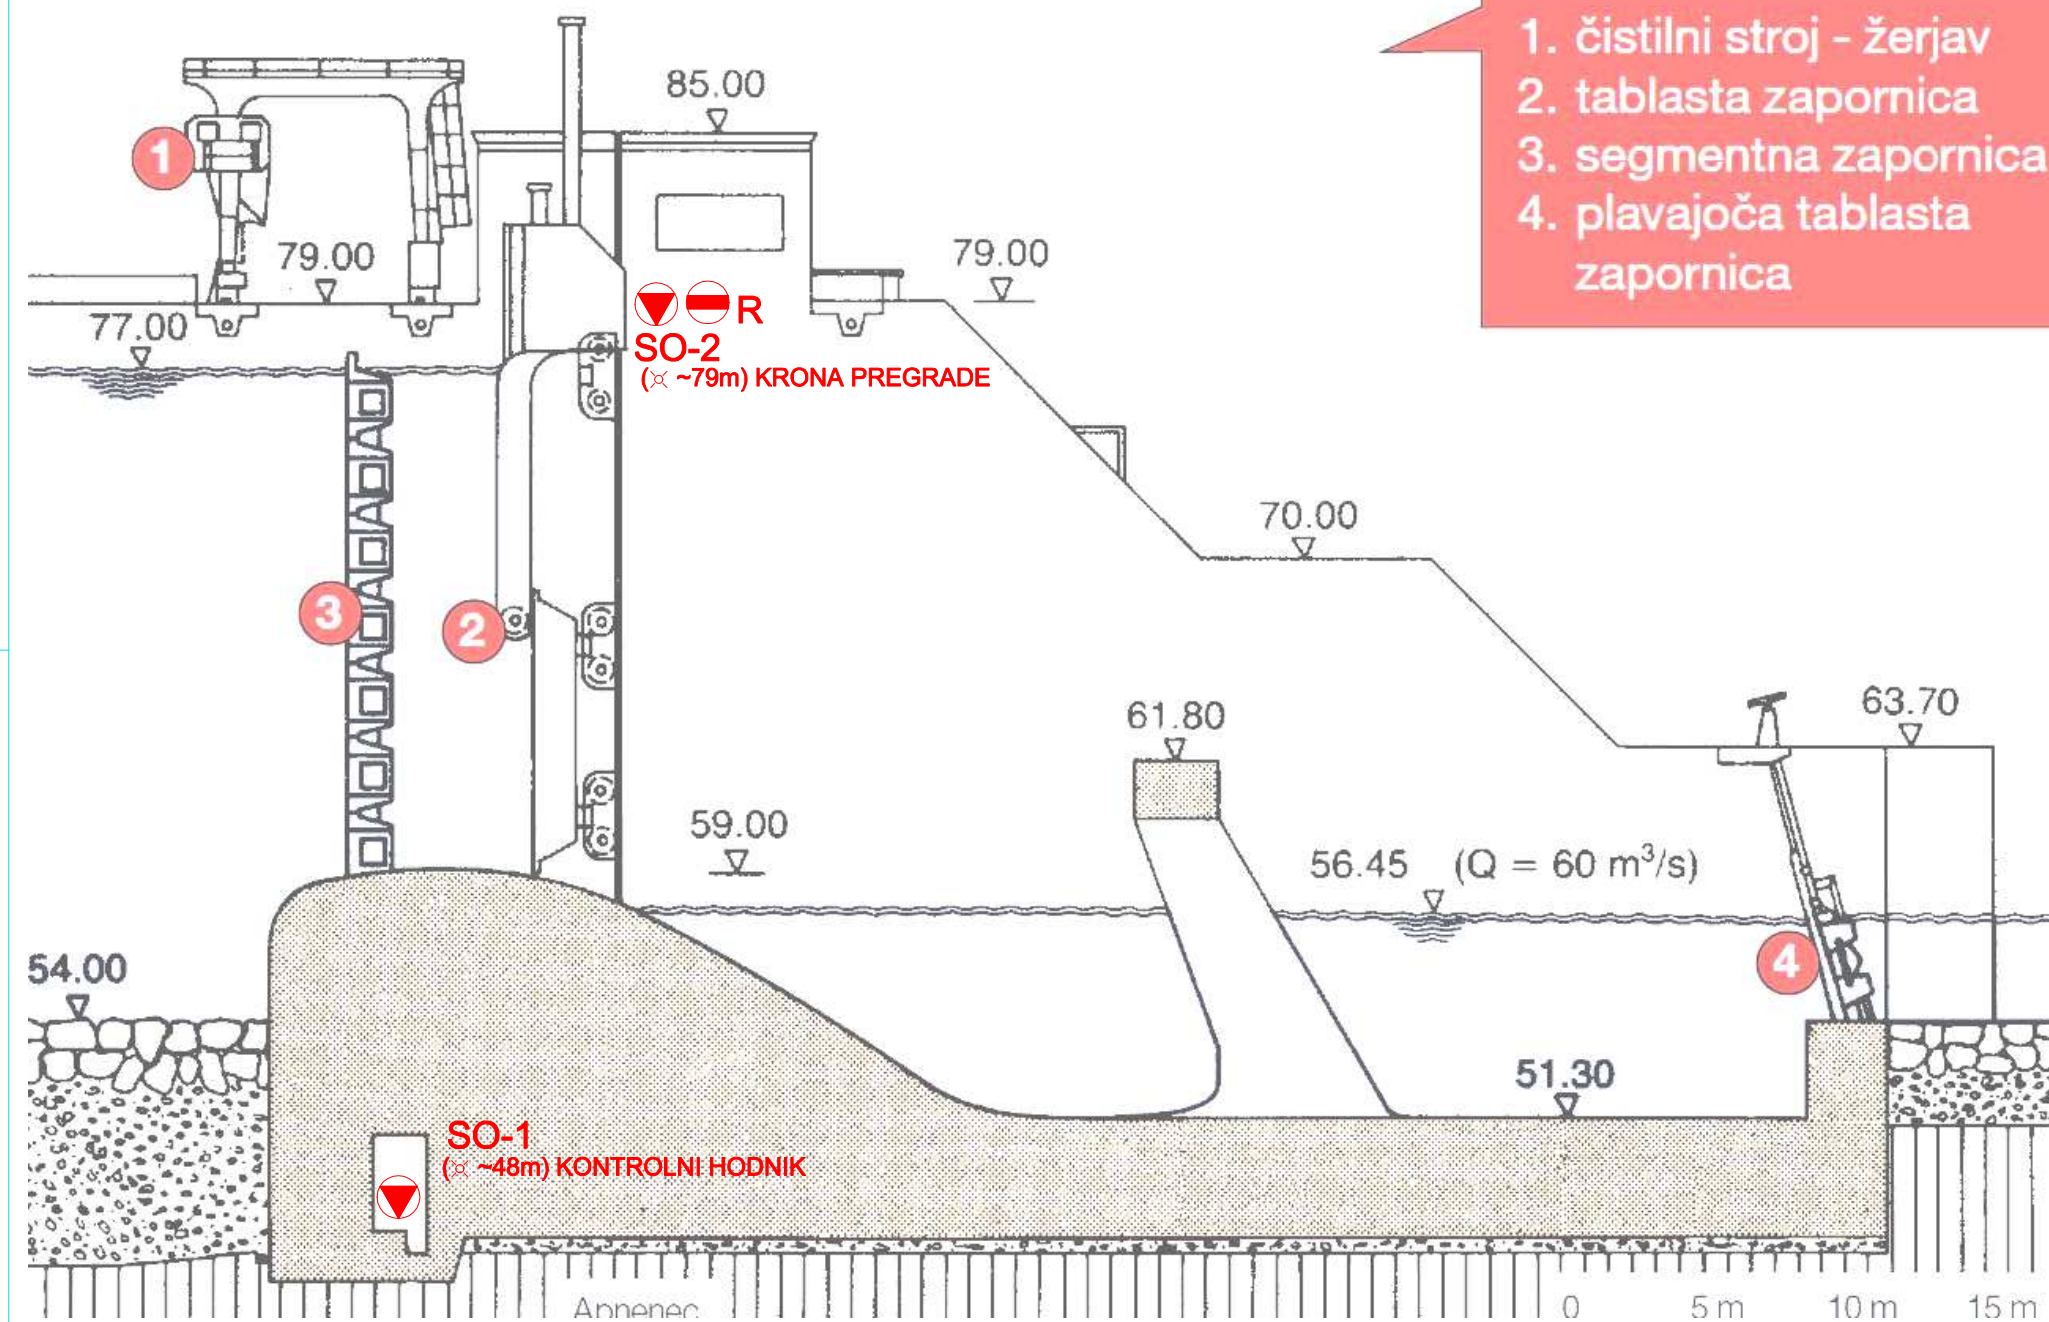 1. čistilni stroj - žerjav
2. tablasta zapornica
3. segmentna zapornica
4. plavajoča tablasta
zapornica
85.00
1
79.00
79.00
77.00
R
SO-2
(~79m) KRONA PREGRADE
70.00
3
2
61.80
63.70
59.00
56.45 (Q = 60 m³/s)
54.00
4
51.30
SO-1
(~48m) KONTROLNI HODNIK
Apnenec
0 5 m 10 m 15 m